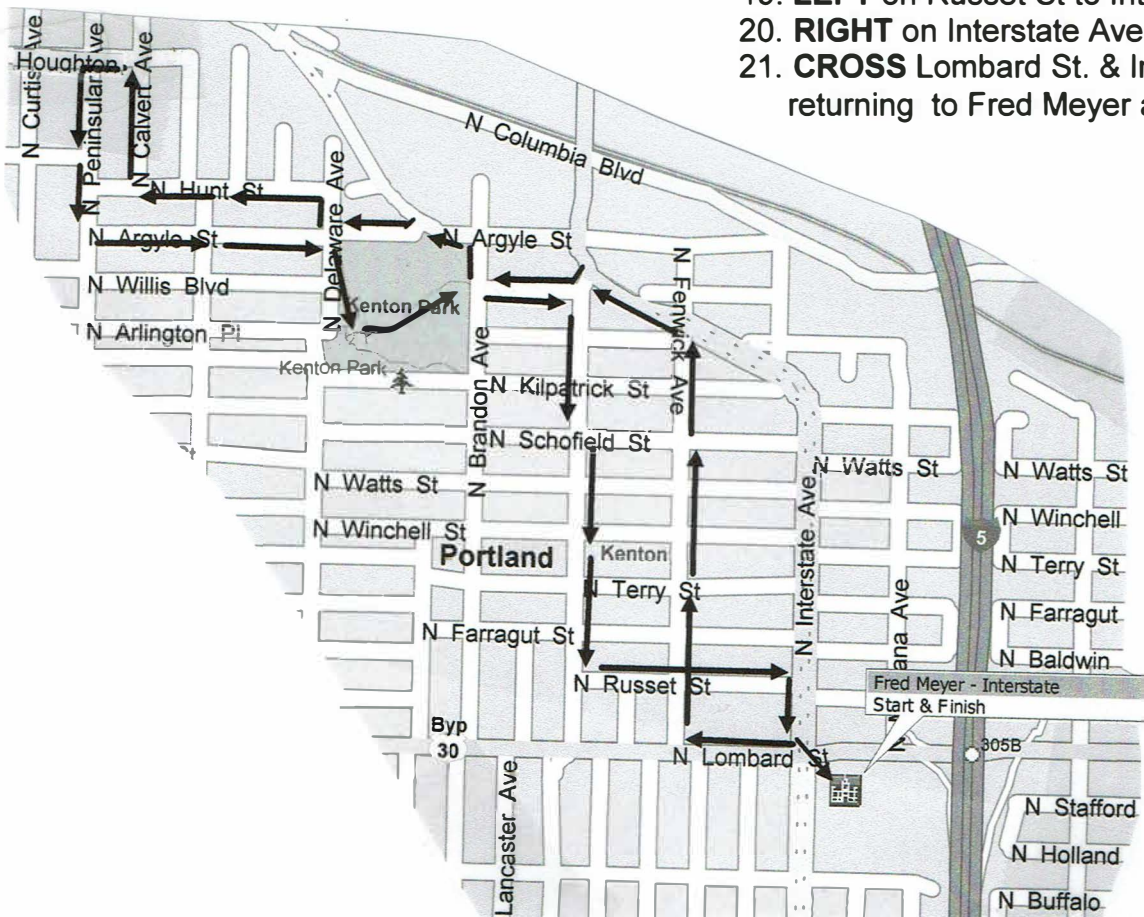 20. RIGHT on Interstate Ave
21. CROSS Lombard St. &
returning to Fred Meyer
Houghton
N Curtis Ave
N Peninsular Ave
N Calvert Ave
N Columbia Blvd
N Hunt St
N Delaware Ave
N Argyle St
N Argyle St
N Willis Blvd
N Fenwick Ave
Kenton Park
N Arlington Pl
Kenton Park
N Brandon Ave
N Kilpatrick St
N Schofield St
N Watts St
N Watts St
N Watts St
N Winchell St
N Winchell
N Interstate Ave
5
Portland
Kenton
N Terry St
N Terry St
N Farragut St
N Farragut
N Baldwin
N Russet St
Fred Meyer - Interstate
Start & Finish
Byp
30
N Lombard St
305B
Lancaster Ave
N Stafford
N Holland
N Buffalo